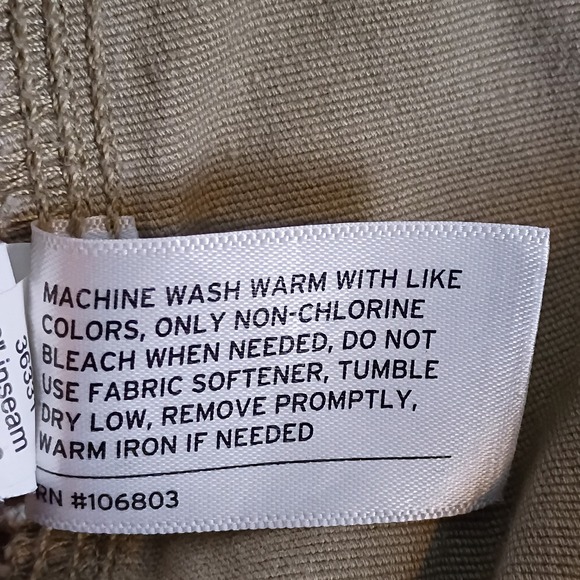 MACHINE WASH WARM WITH LIKE
COLORS, ONLY NON-CHLORINE
BLEACH WHEN NEEDED, DO NOT
USE FABRIC SOFTENER, TUMBLE
DRY LOW, REMOVE PROMPTLY,
WARM IRON IF NEEDED
RN #106803
inseam